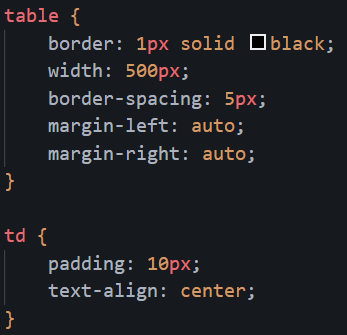 table {
border: 1px solid black;
width: 500px;
border-spacing: 5px;
margin-left: auto;
margin-right: auto;
}
td {
padding: 10px;
text-align: center;
}